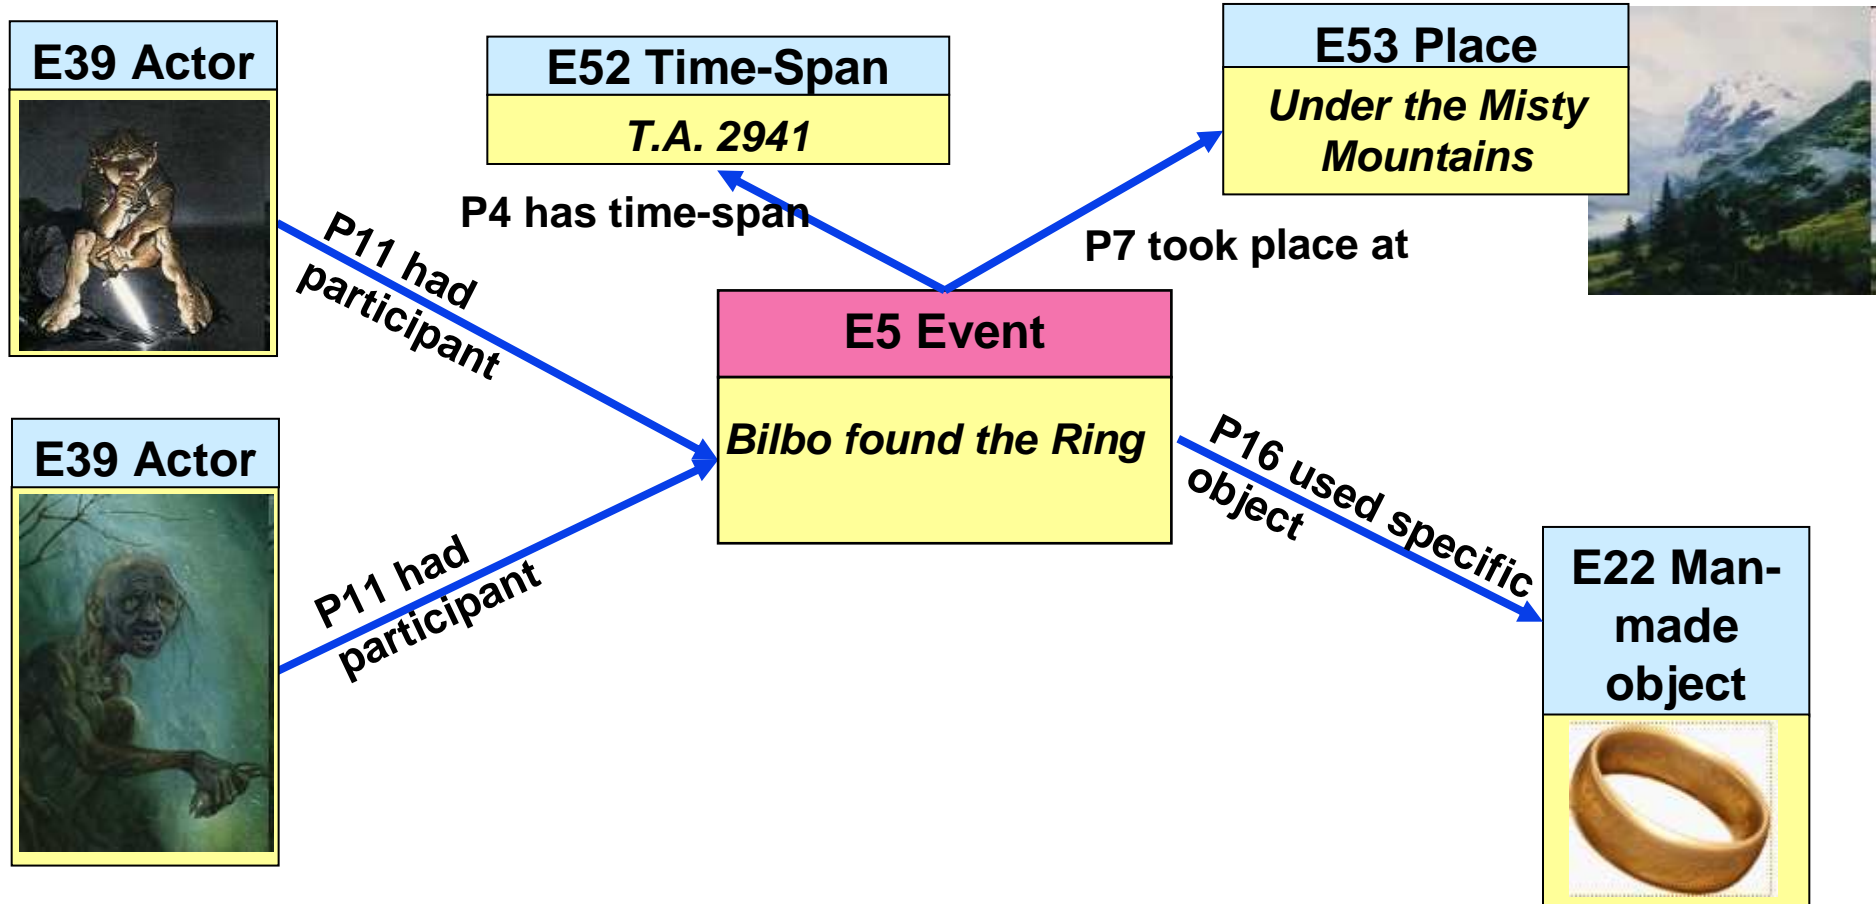 E39 Actor
E52 Time-Span
T.A. 2941
E53 Place
Under the Misty
Mountains
P11 had
participant
P4 has time-span
P7 took place at
E5 Event
Bilbo found the Ring
E39 Actor
P11 had
participant
P16 used specific
object
E22 Man-
made
object